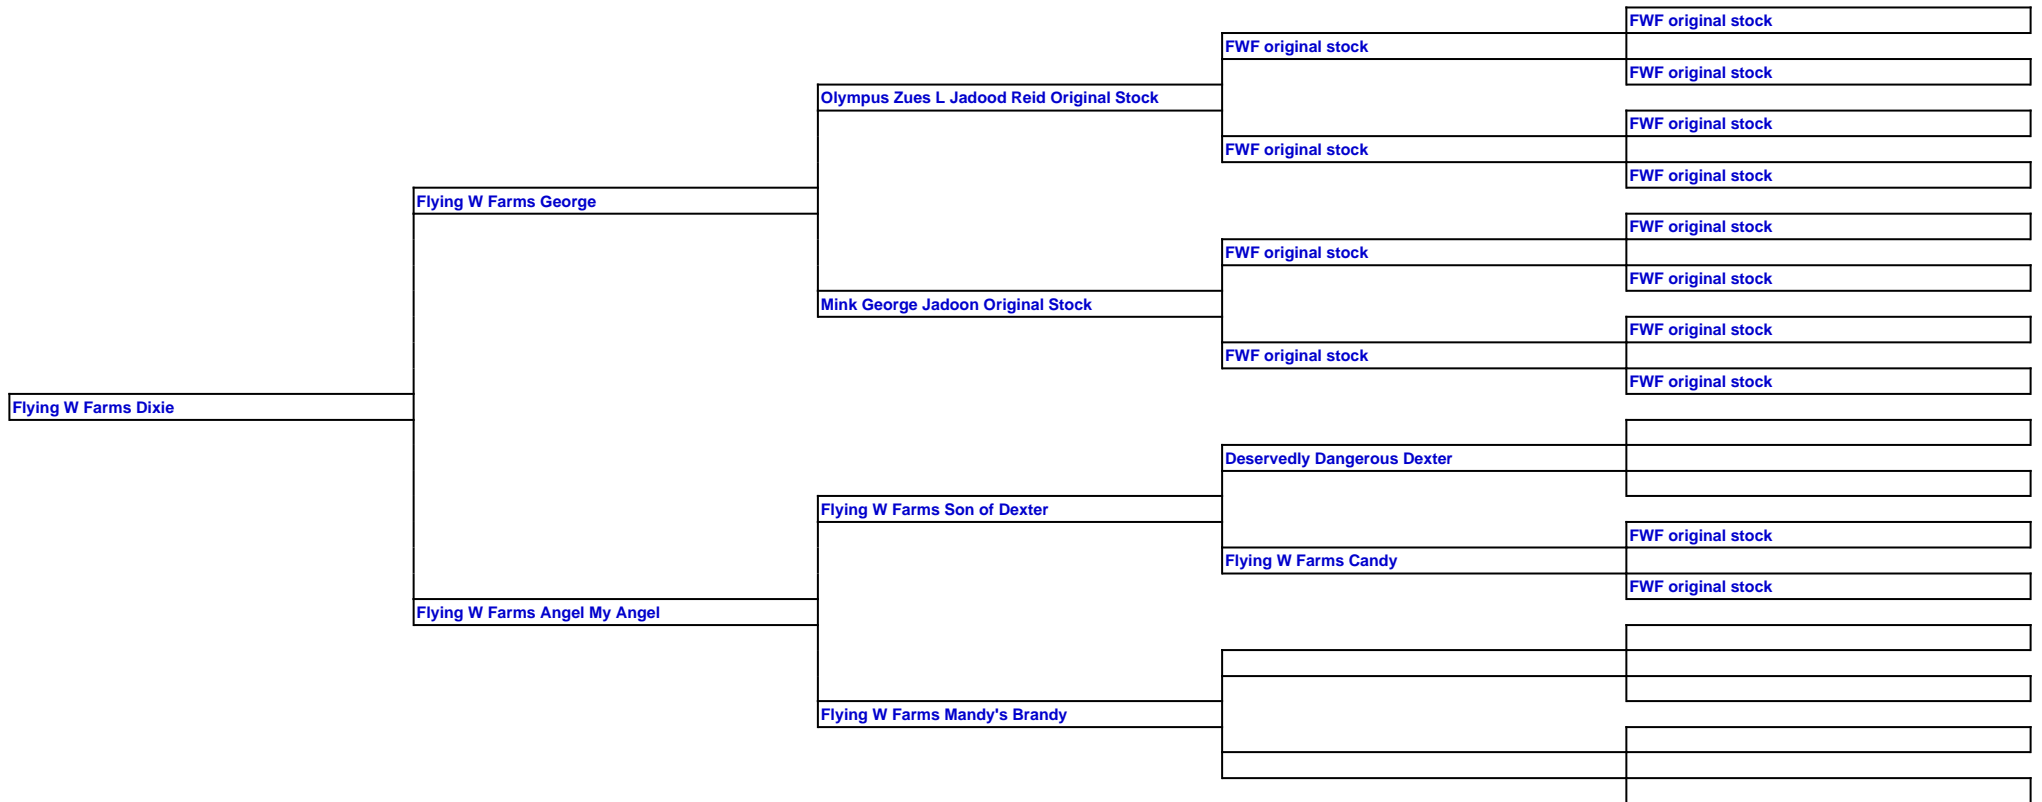 FWF original stock
FWF original stock
FWF original stock
Olympus Zues L Jadood Reid Original Stock
FWF original stock
FWF original stock
FWF original stock
Flying W Farms George
FWF original stock
FWF original stock
FWF original stock
Mink George Jadoon Original Stock
FWF original stock
FWF original stock
FWF original stock
Flying W Farms Dixie
Deservedly Dangerous Dexter
Flying W Farms Son of Dexter
FWF original stock
Flying W Farms Candy
FWF original stock
Flying W Farms Angel My Angel
Flying W Farms Mandy's Brandy